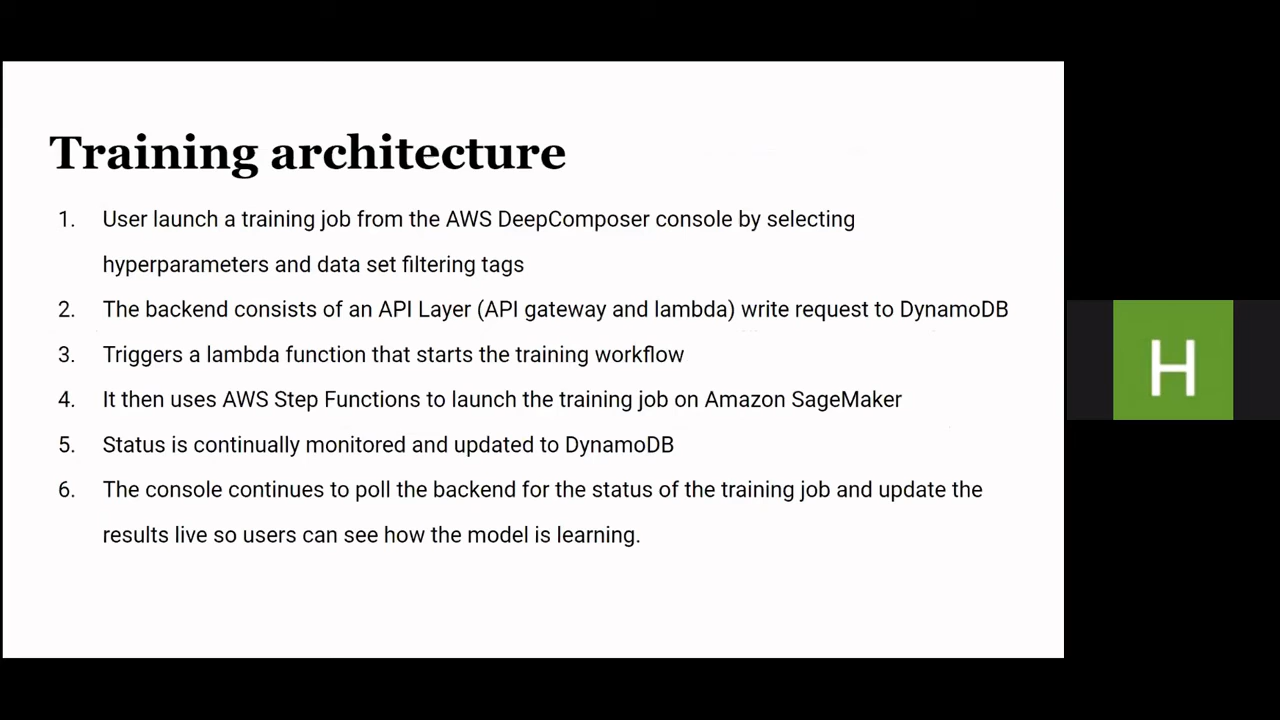 Training architecture
1. User launch a training job from the AWS DeepComposer console by selecting
hyperparameters and data set filtering tags
2. The backend consists of an API Layer (API gateway and lambda) write request to DynamoDB
3. Triggers a lambda function that starts the training workflow
4. It then uses AWS Step Functions to launch the training job on Amazon SageMaker
5. Status is continually monitored and updated to DynamoDB
6. The console continues to poll the backend for the status of the training job and update the
results live so users can see how the model is learning.
H